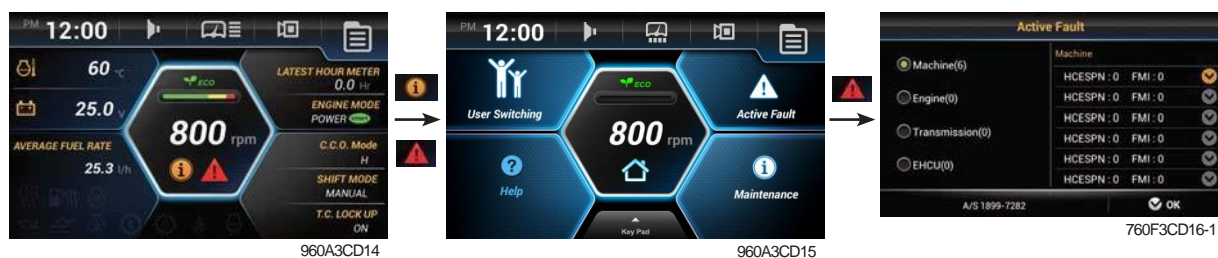 PM 12:00
60 °C
25.0 V
AVERAGE FUEL RATE
25.3 l/h
ECO
800 rpm
i
LATEST HOUR METER
0.0 Hr
ENGINE MODE
POWER smart
C.C.O. Mode
H
SHIFT MODE
MANUAL
T.C. LOCK UP
ON
960A3CD14
i
PM 12:00
User Switching
?
Help
ECO
800 rpm
Key Pad
Active Fault
i
Maintenance
960A3CD15
Active Fault
Machine(6)
Engine(0)
Transmission(0)
EHCU(0)
Machine
HCESPN : 0 FMI : 0
HCESPN : 0 FMI : 0
HCESPN : 0 FMI : 0
HCESPN : 0 FMI : 0
HCESPN : 0 FMI : 0
HCESPN : 0 FMI : 0
A/S 1899-7282
OK
760F3CD16-1